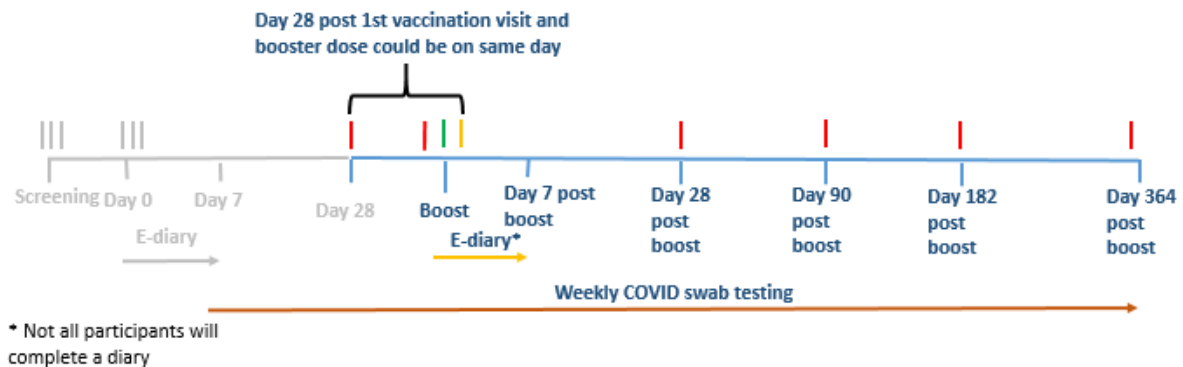 Day 28 post 1st vaccination visit and
booster dose could be on same day
Screening
Day 0
Day 7
Day 28
Boost
Day 7 post
boost
Day 28
post
boost
Day 90
post
boost
Day 182
post
boost
Day 364
post
boost
E-diary
E-diary*
Weekly COVID swab testing
* Not all participants will
complete a diary